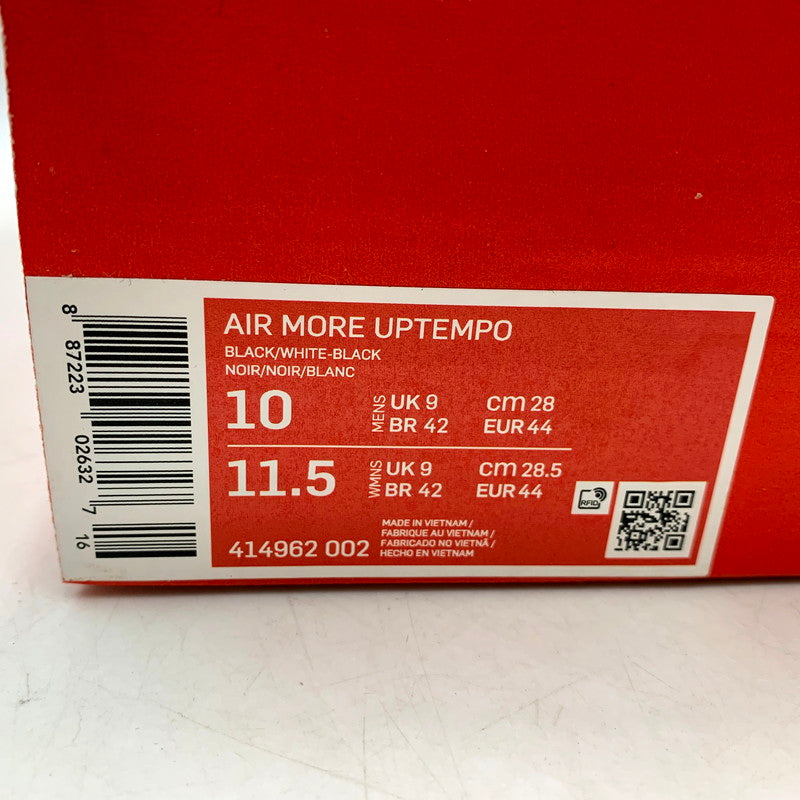 AIR MORE UPTEMPO
BLACK/WHITE-BLACK
NOIR/NOIR/BLANC
10 MENS UK 9 cm 28
BR 42 EUR 44
11.5 WMNS UK 9 cm 28.5
BR 42 EUR 44
RFID
414962 002
MADE IN VIETNAM /
FABRIQUE AU VIETNAM /
FABRICADO NO VIETNÃ /
HECHO EN VIETNAM
8 87223 02632 7 16